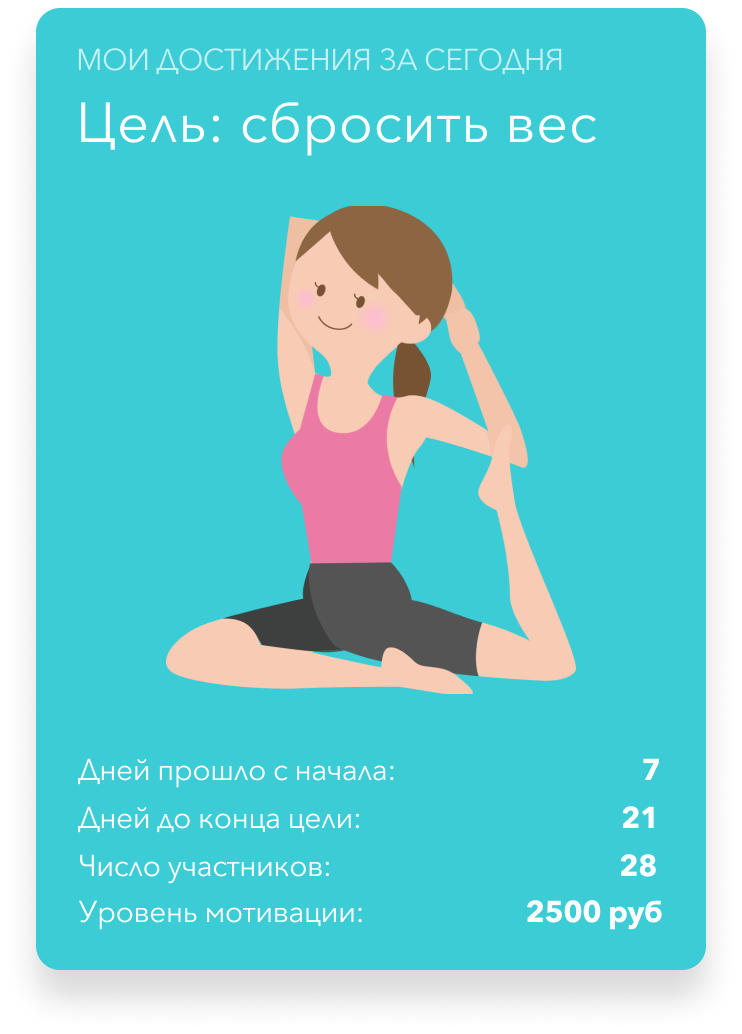 МОИ ДОСТИЖЕНИЯ ЗА СЕГОДНЯ
Цель: сбросить вес
Дней прошло с начала: 7
Дней до конца цели: 21
Число участников: 28
Уровень мотивации: 2500 руб